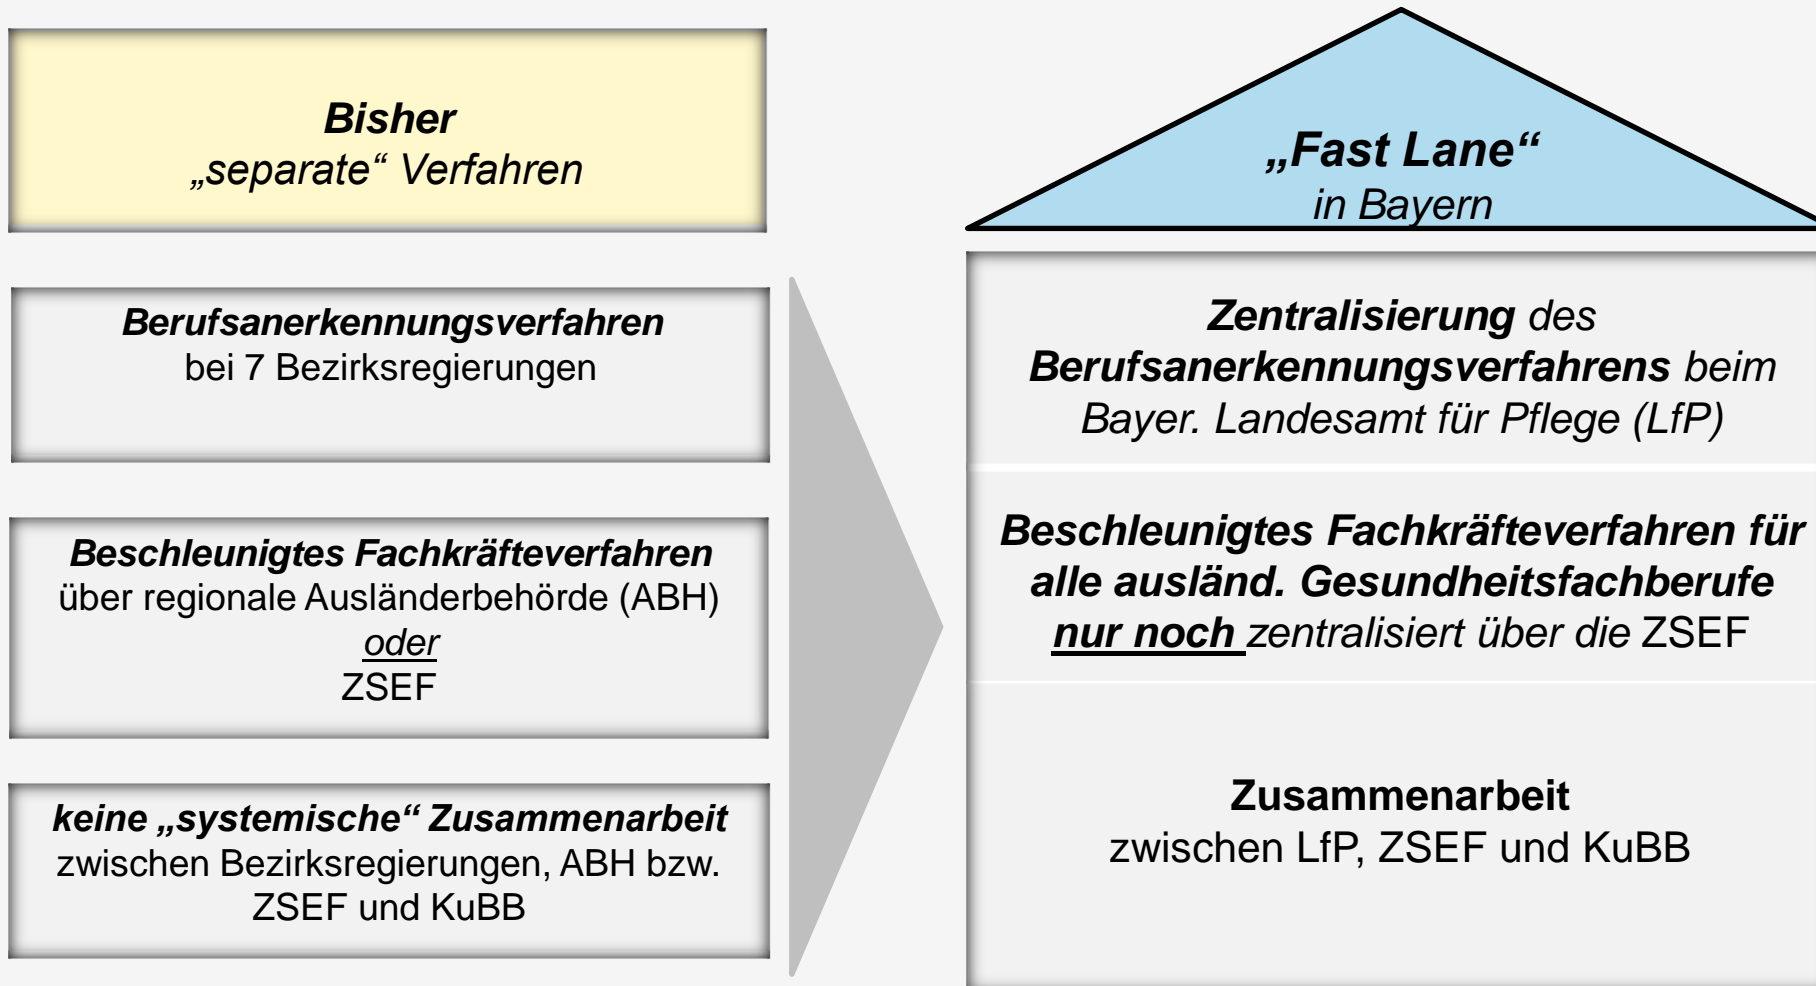 Bisher
„separate“ Verfahren
Berufsanerkennungsverfahren
bei 7 Bezirksregierungen
Beschleunigtes Fachkräfteverfahren
über regionale Ausländerbehörde (ABH)
oder
ZSEF
keine „systemische“ Zusammenarbeit
zwischen Bezirksregierungen, ABH bzw.
ZSEF und KuBB
„Fast Lane“
in Bayern
Zentralisierung des
Berufsanerkennungsverfahrens beim
Bayer. Landesamt für Pflege (LfP)
Beschleunigtes Fachkräfteverfahren für
alle ausländ. Gesundheitsfachberufe
nur noch zentralisiert über die ZSEF
Zusammenarbeit
zwischen LfP, ZSEF und KuBB